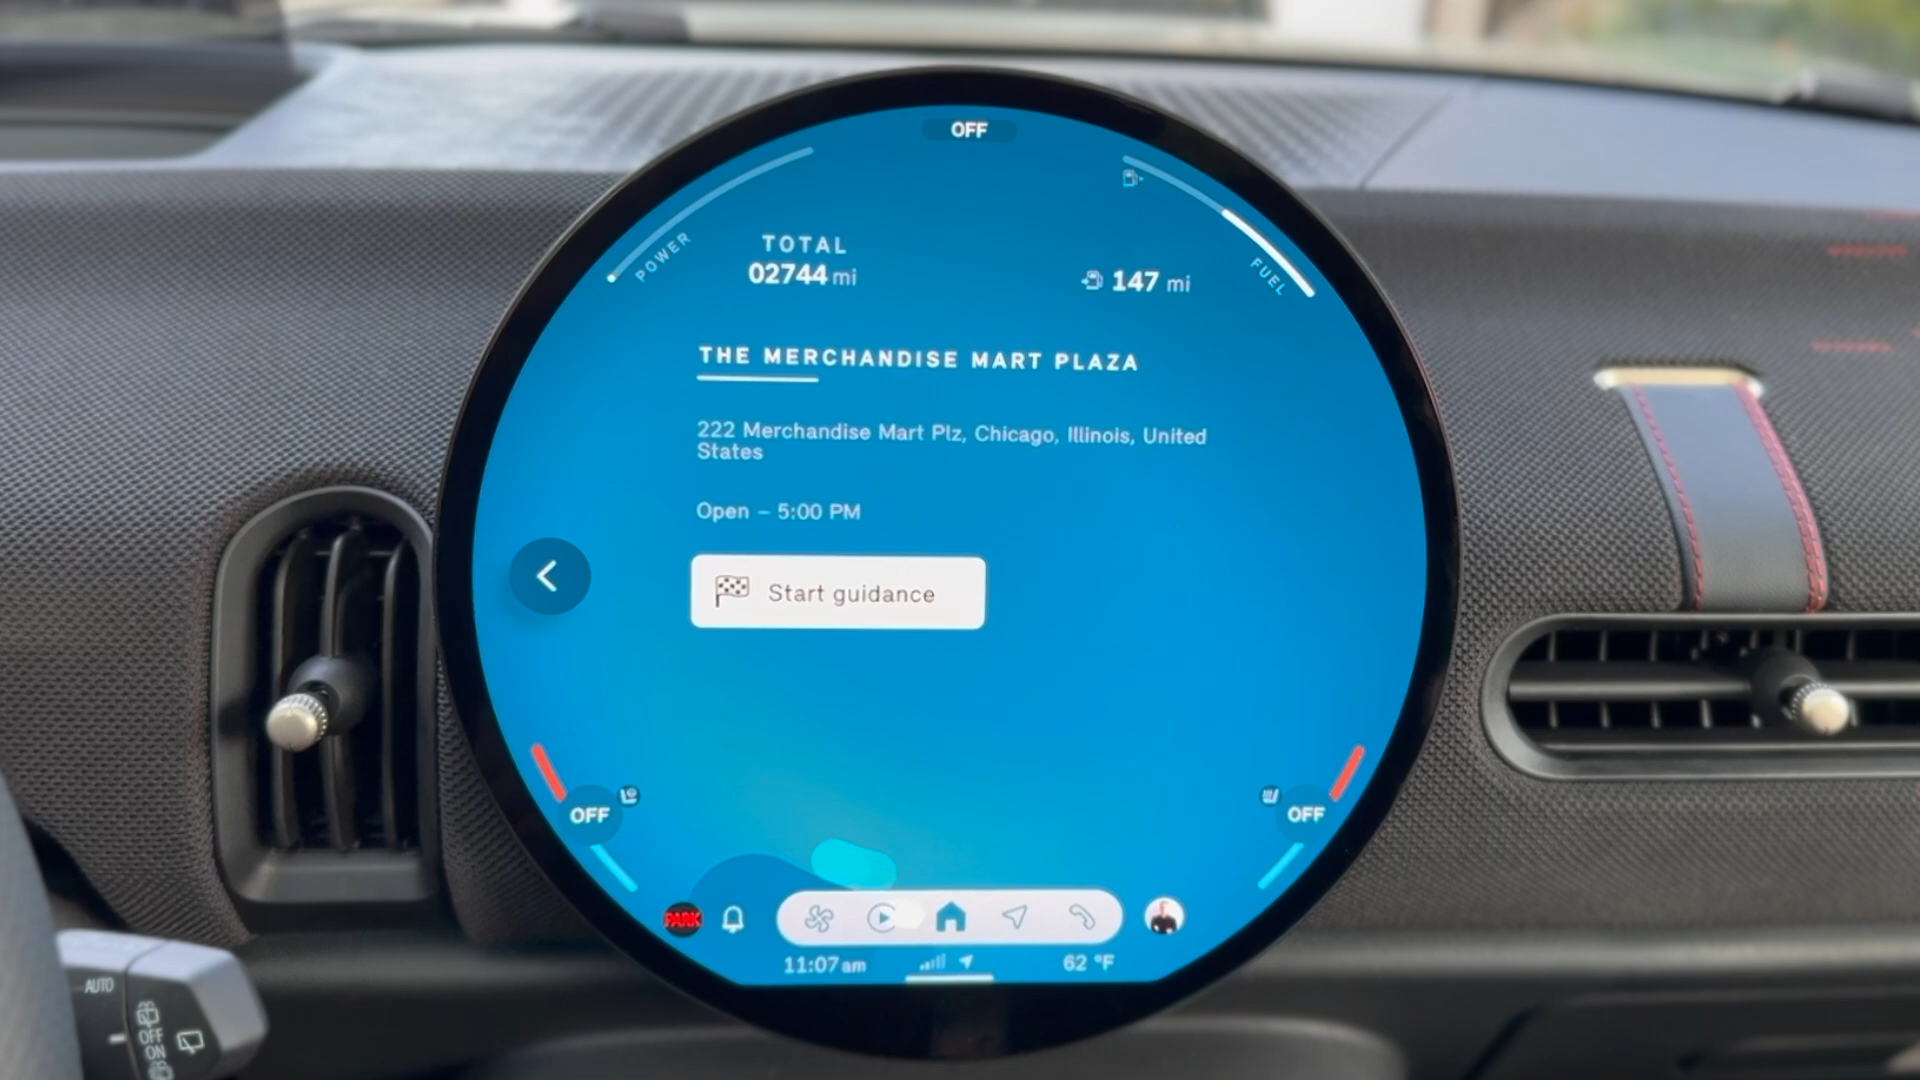 OFF
POWER
TOTAL
02744 mi
147 mi
FUEL
THE MERCHANDISE MART PLAZA
222 Merchandise Mart Plz, Chicago, Illinois, United
States
Open – 5:00 PM
Start guidance
OFF
OFF
PARK
11:07 am
62 °F
AUTO
OFF
ON